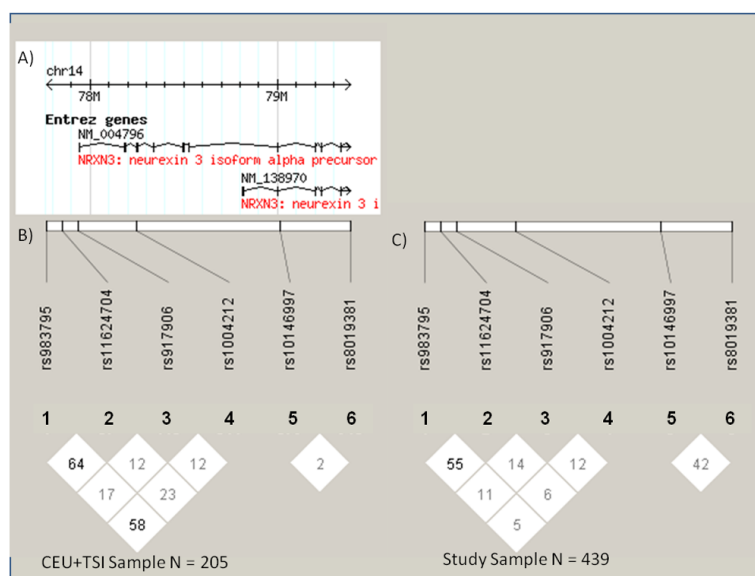 A)
chr14
78M 79M
Entrez genes
NM_004796
NRXN3: neurexin 3 isoform alpha precursor
NM_138970
NRXN3: neurexin 3 i
B)
rs983795 rs11624704 rs917906 rs1004212 rs10146997 rs8019381
1 2 3 4 5 6
64 12 12 2
17 23
58
CEU+TSI Sample N = 205
C)
rs983795 rs11624704 rs917906 rs1004212 rs10146997 rs8019381
1 2 3 4 5 6
55 14 12 42
11 6
5
Study Sample N = 439